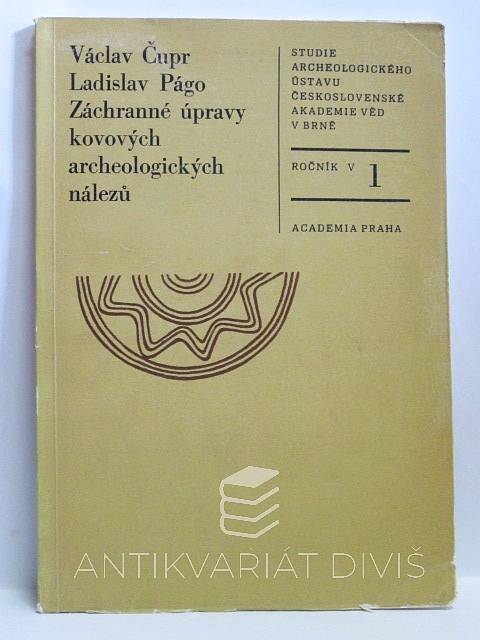 Václav Čupr
Ladislav Págo
Záchranné úpravy
kovových
archeologických
nálezů
STUDIE
ARCHEOLOGICKÉHO
ÚSTAVU
ČESKOSLOVENSKÉ
AKADEMIE VĚD
V BRNĚ
ROČNÍK V 1
ACADEMIA PRAHA
ANTIKVARIÁT DIVIŠ